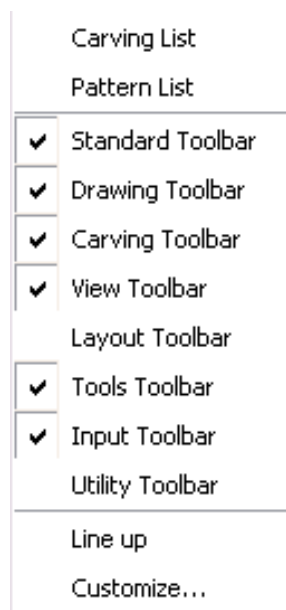 Carving List
Pattern List
Standard Toolbar
Drawing Toolbar
Carving Toolbar
View Toolbar
Layout Toolbar
Tools Toolbar
Input Toolbar
Utility Toolbar
Line up
Customize...